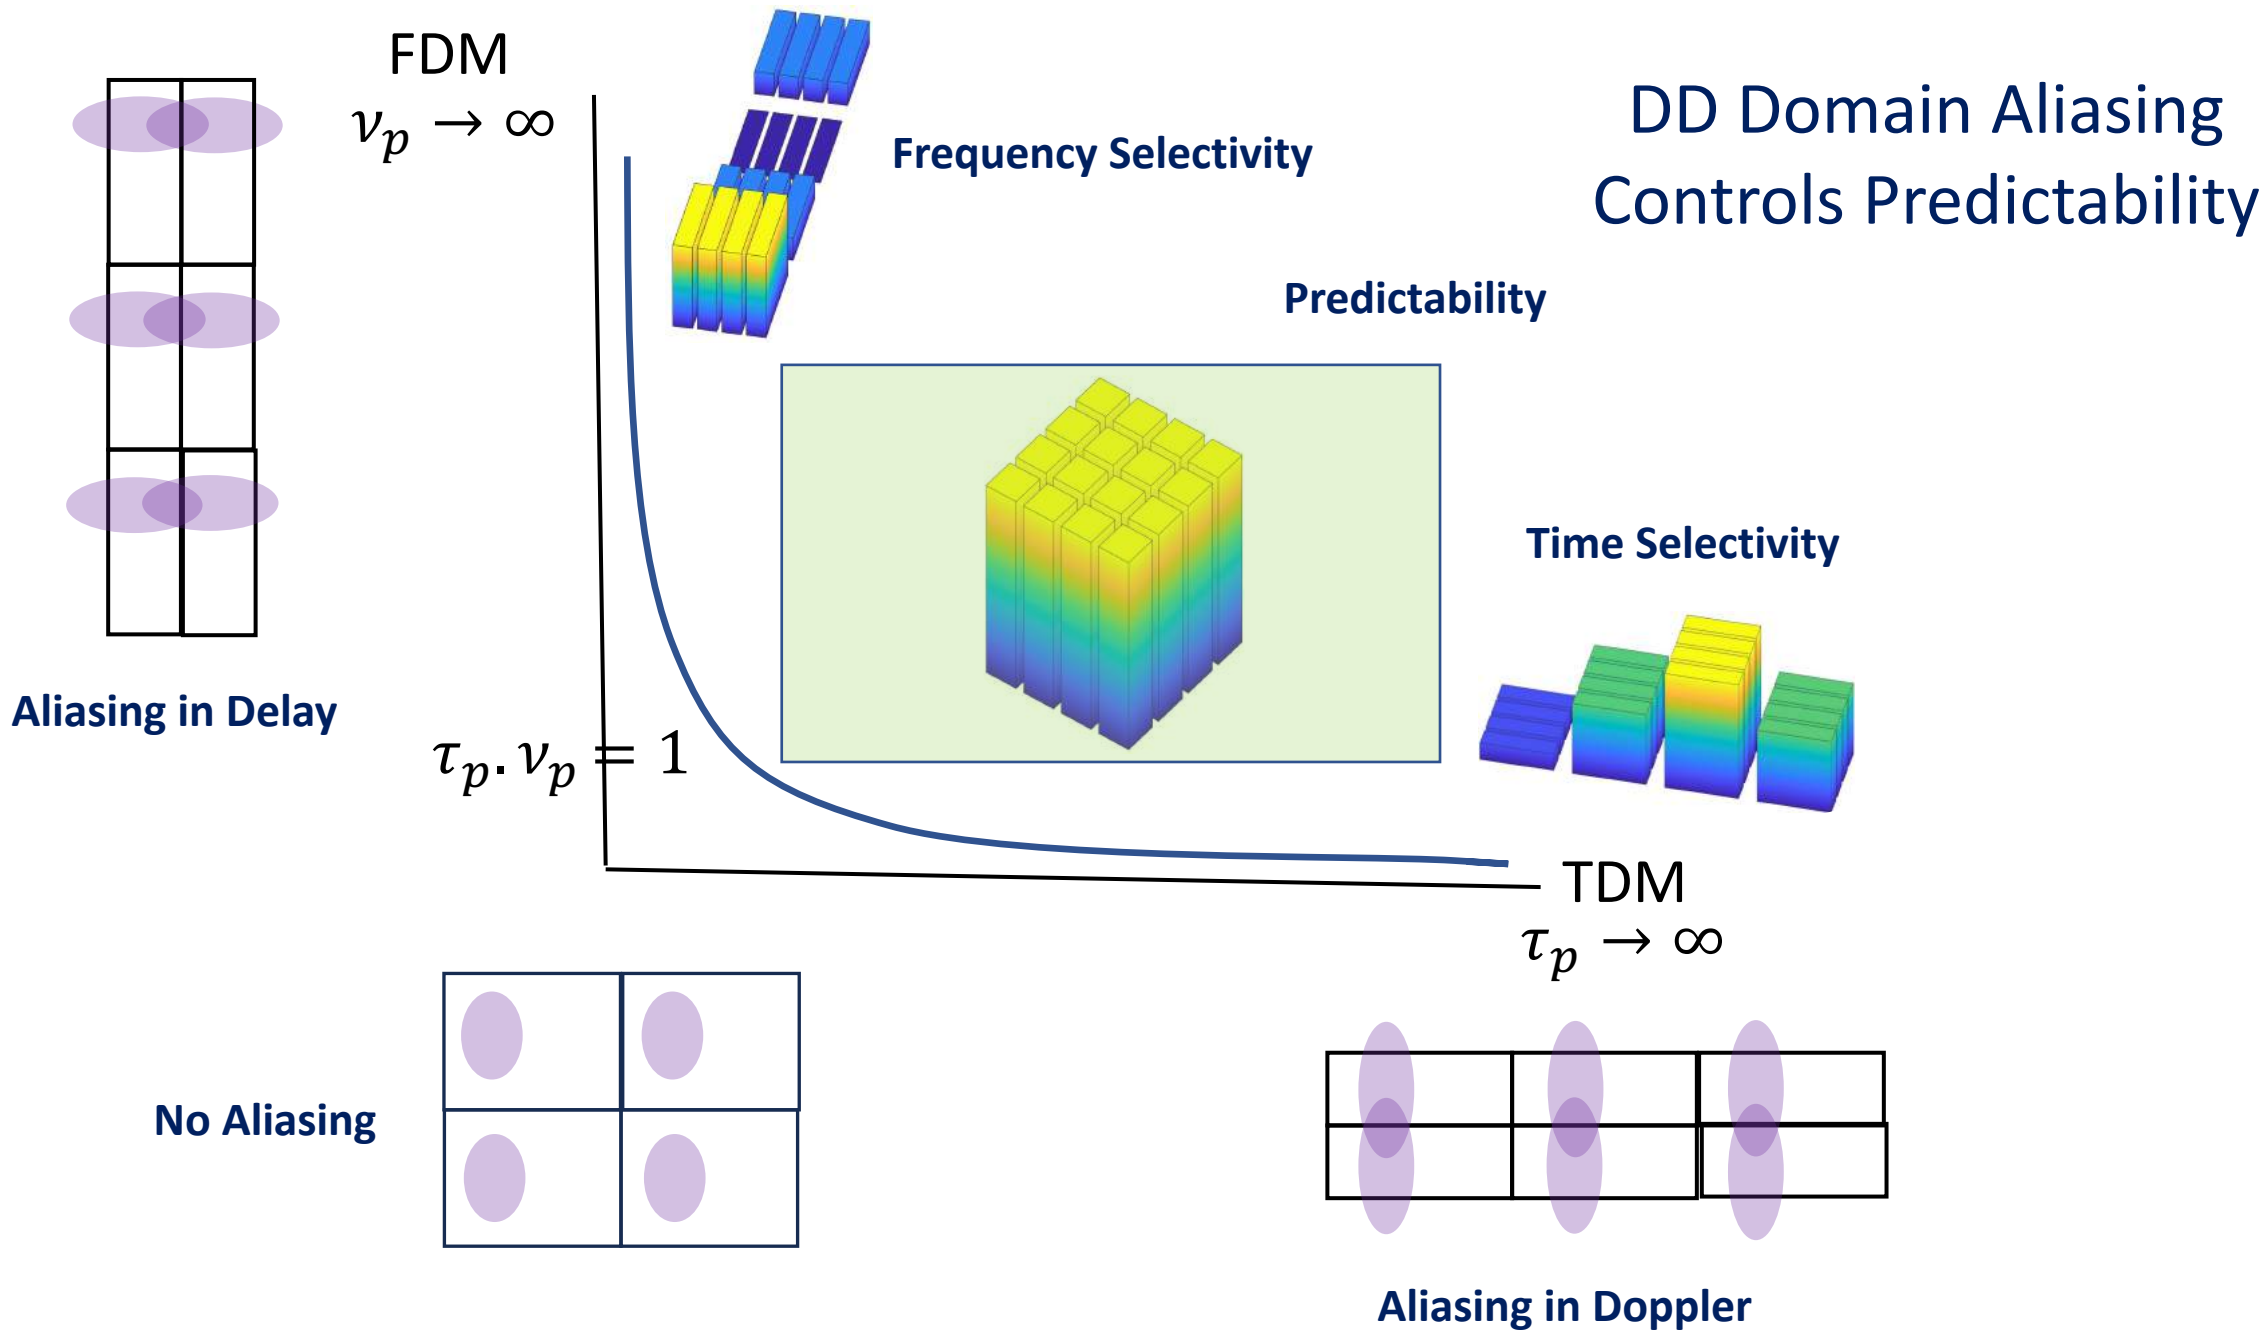 FDM
𝜈ₚ → ∞
DD Domain Aliasing
Controls Predictability
Frequency Selectivity
Predictability
Time Selectivity
Aliasing in Delay
𝜏ₚ. 𝜈ₚ = 1
TDM
𝜏ₚ → ∞
No Aliasing
Aliasing in Doppler